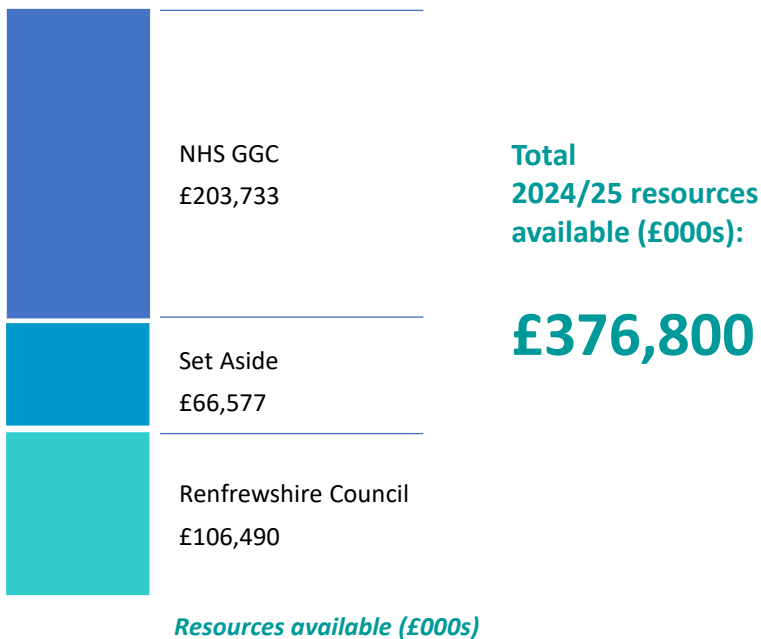 NHS GGC
£203,733
Total
2024/25 resources
available (£000s):
£376,800
Set Aside
£66,577
Renfrewshire Council
£106,490
Resources available (£000s)